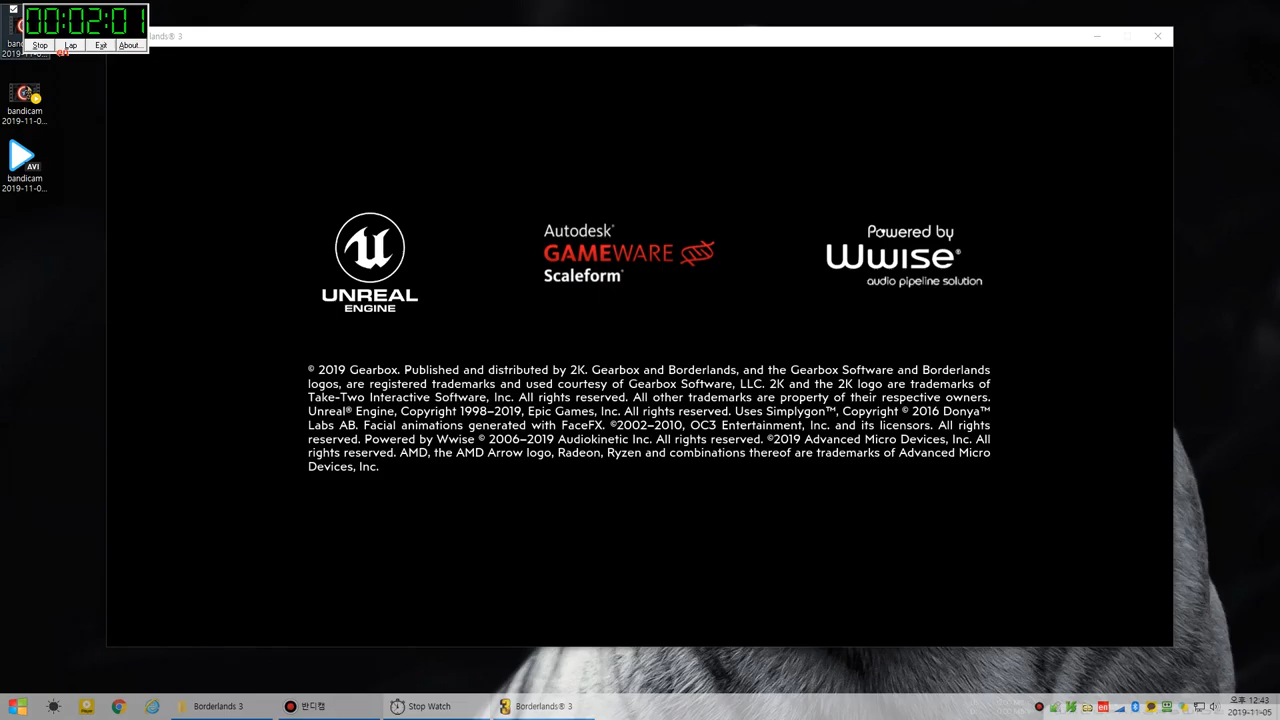 00:02:01
Stop Lap Exit About...
lands® 3
2019-11-0...
bandicam
2019-11-0...
AVI
bandicam
2019-11-0...
UNREAL
ENGINE
Autodesk®
GAMEWARE
Scaleform®
Powered by
Wwise®
audio pipeline solution
© 2019 Gearbox. Published and distributed by 2K. Gearbox and Borderlands, and the Gearbox Software and Borderlands
logos, are registered trademarks and used courtesy of Gearbox Software, LLC. 2K and the 2K logo are trademarks of
Take-Two Interactive Software, Inc. All rights reserved. All other trademarks are property of their respective owners.
Unreal® Engine, Copyright 1998–2019, Epic Games, Inc. All rights reserved. Uses Simplygon™, Copyright © 2016 Donya™
Labs AB. Facial animations generated with FaceFX. ©2002–2010, OC3 Entertainment, Inc. and its licensors. All rights
reserved. Powered by Wwise © 2006–2019 Audiokinetic Inc. All rights reserved. ©2019 Advanced Micro Devices, Inc. All
rights reserved. AMD, the AMD Arrow logo, Radeon, Ryzen and combinations thereof are trademarks of Advanced Micro
Devices, Inc.
Borderlands 3
반디캠
Stop Watch
Borderlands® 3
오후 12:43
2019-11-05